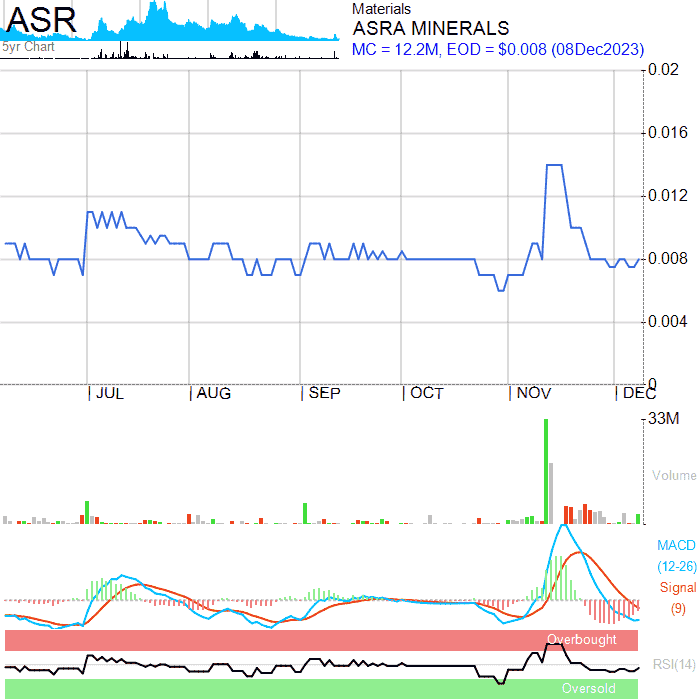 ASR
5yr Chart
Materials
ASRA MINERALS
MC = 12.2M, EOD = $0.008 (08Dec2023)
0.02
0.016
0.012
0.008
0.004
0
JUL AUG SEP OCT NOV DEC
33M
Volume
MACD
(12-26)
Signal
(9)
Overbought
RSI(14)
Oversold